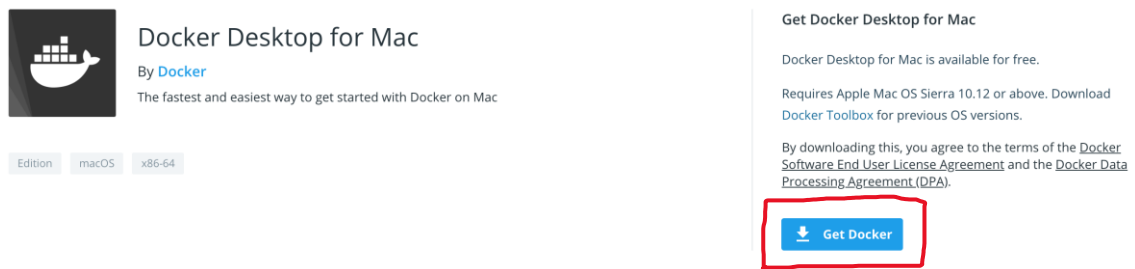 Docker Desktop for Mac
By Docker
The fastest and easiest way to get started with Docker on Mac
Edition macOS x86-64
Get Docker Desktop for Mac
Docker Desktop for Mac is available for free.
Requires Apple Mac OS Sierra 10.12 or above. Download
Docker Toolbox for previous OS versions.
By downloading this, you agree to the terms of the Docker
Software End User License Agreement and the Docker Data
Processing Agreement (DPA).
Get Docker